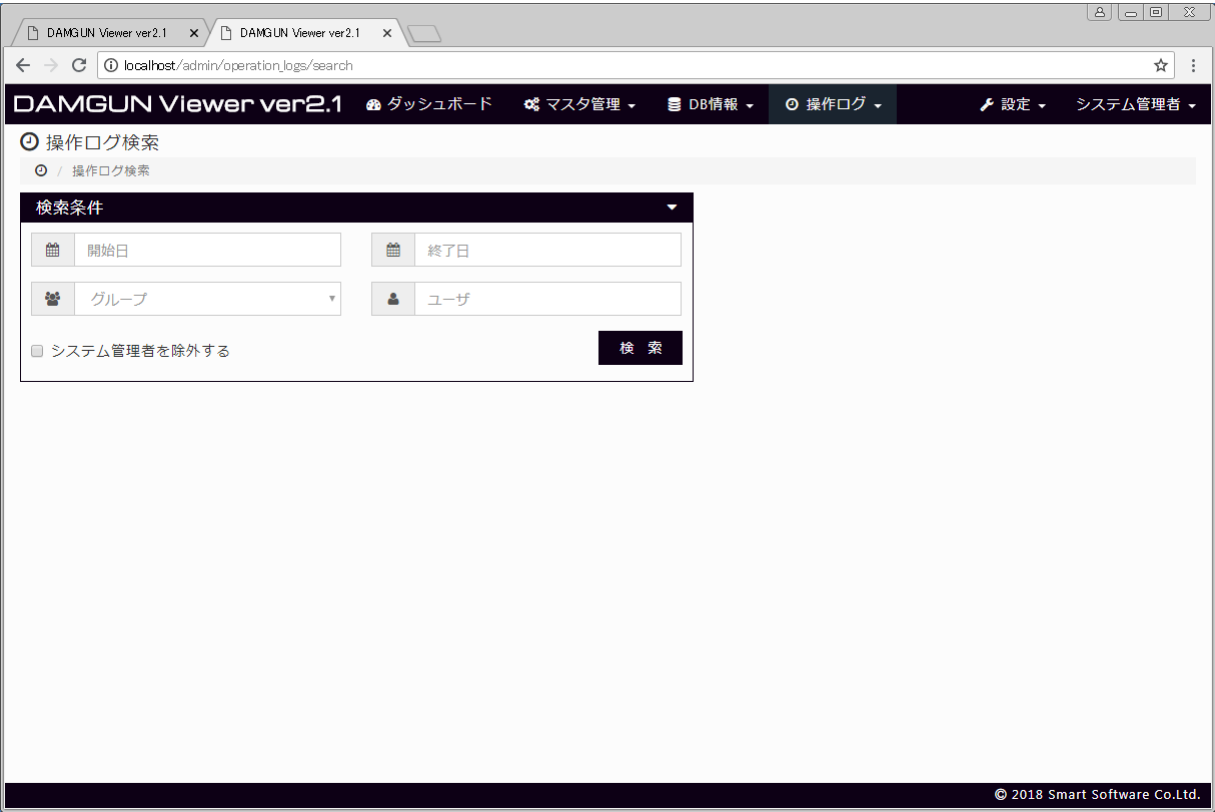 DAMGUN Viewer ver2.1
DAMGUN Viewer ver2.1
localhost/admin/operation_logs/search
DAMGUN Viewer ver2.1 ダッシュボード マスタ管理 DB情報 操作ログ 設定 システム管理者
操作ログ検索
/ 操作ログ検索
検索条件
開始日 終了日
グループ ユーザ
システム管理者を除外する 検 索
© 2018 Smart Software Co.Ltd.